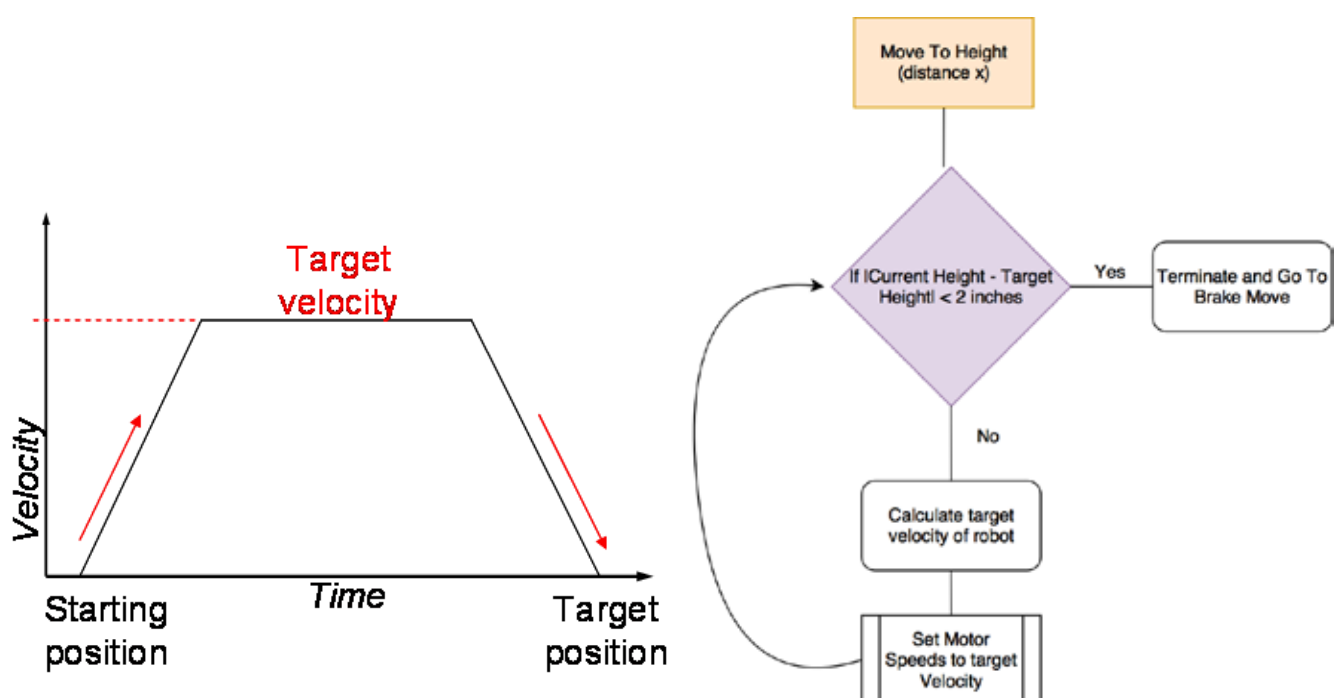 Target
velocity
Velocity
Time
Starting
position
Target
position
Move To Height
(distance x)
If |Current Height - Target
Height| < 2 inches
Yes
Terminate and Go To
Brake Move
No
Calculate target
velocity of robot
Set Motor
Speeds to target
Velocity